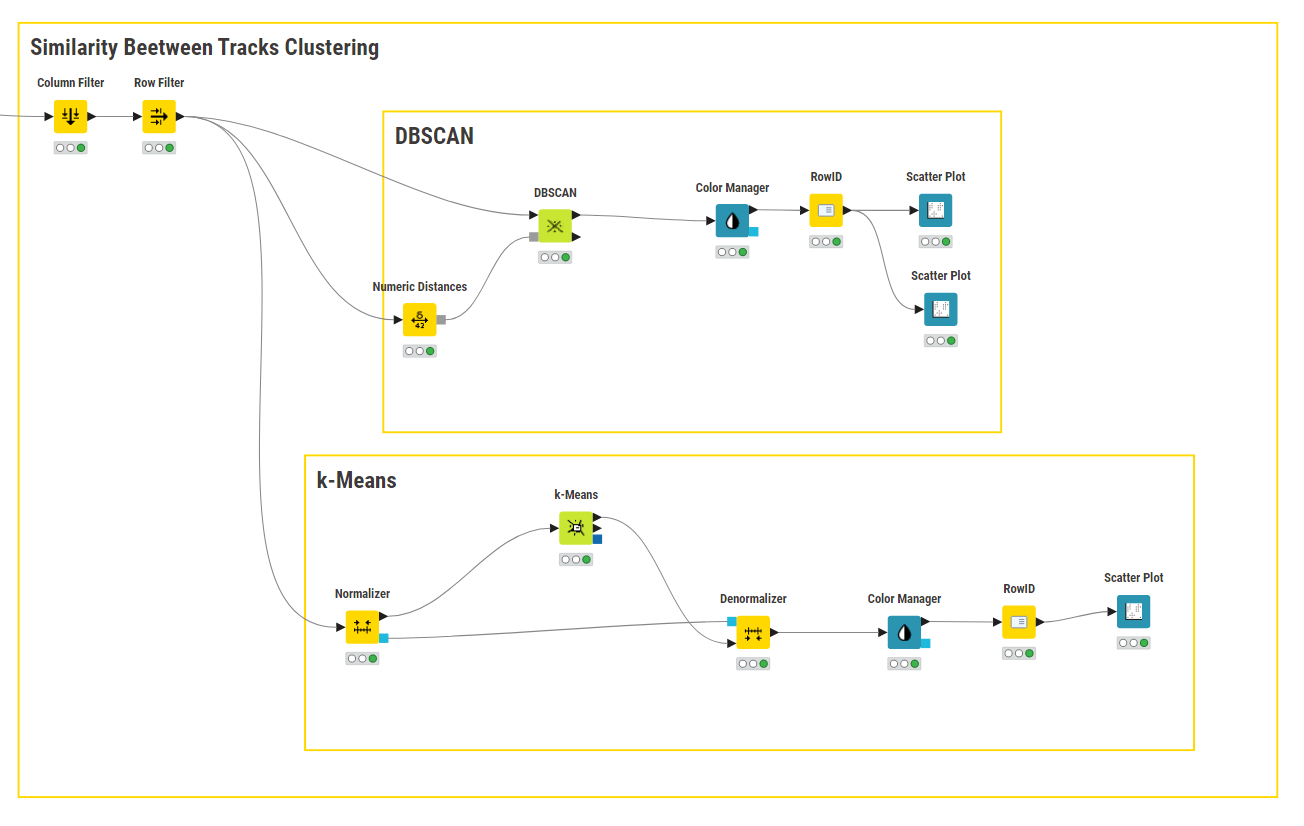 Similarity Beetween Tracks Clustering
Column Filter
Row Filter
DBSCAN
DBSCAN
Color Manager
RowID
Scatter Plot
Numeric Distances
Scatter Plot
k-Means
k-Means
Normalizer
Denormalizer
Color Manager
RowID
Scatter Plot